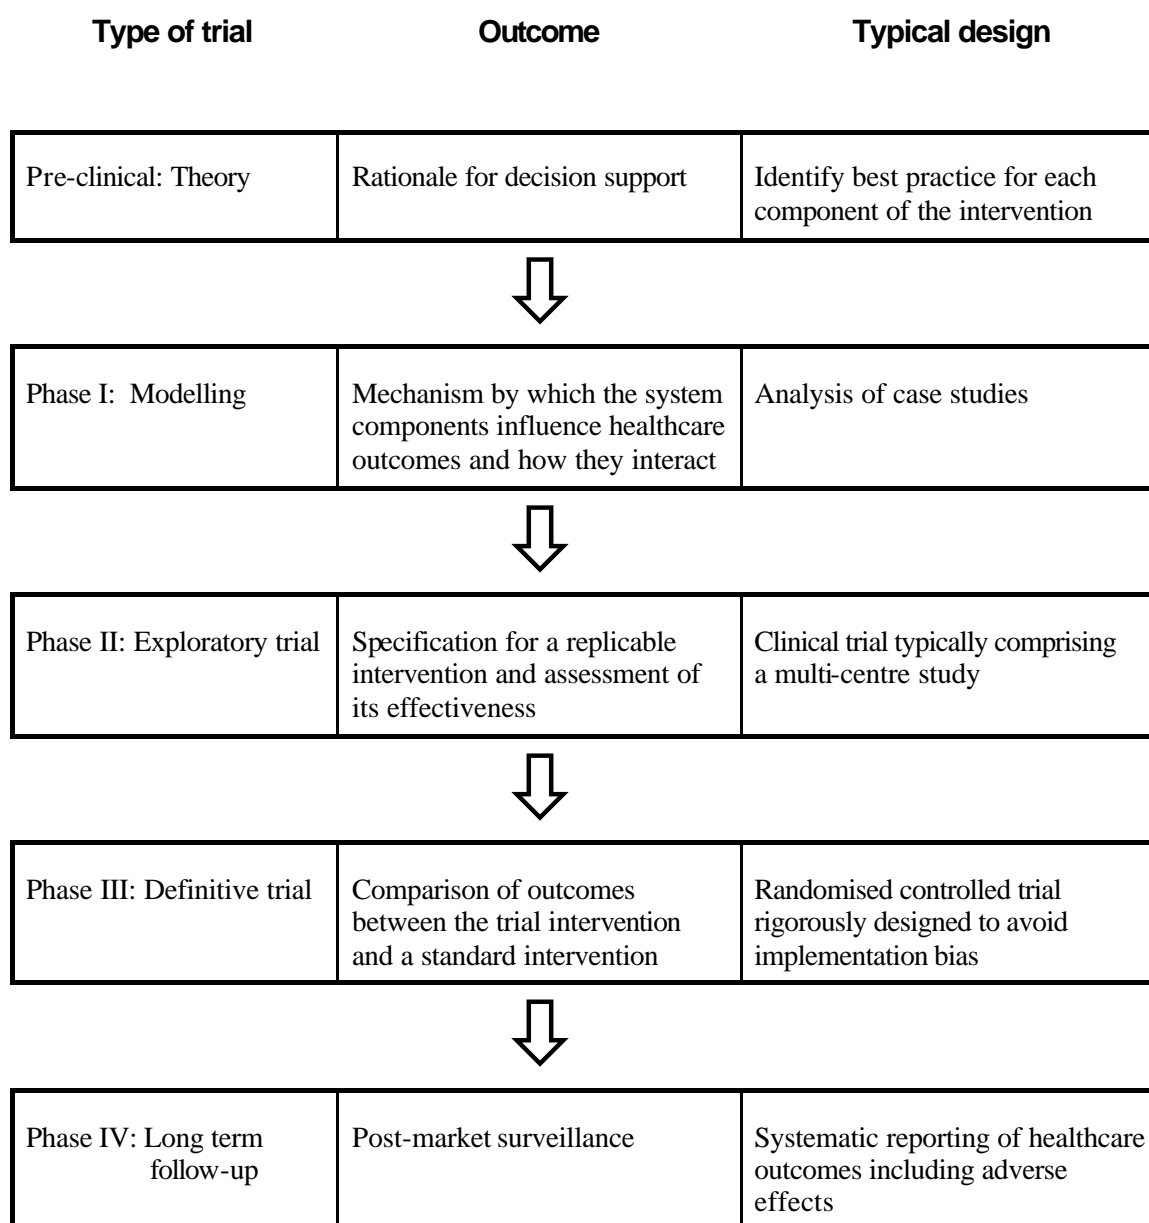 Type of trial
Outcome
Typical design
Pre-clinical: Theory
Rationale for decision support
Identify best practice for each
component of the intervention
Phase I: Modelling
Mechanism by which the system
components influence healthcare
outcomes and how they interact
Analysis of case studies
Phase II: Exploratory trial
Specification for a replicable
intervention and assessment of
its effectiveness
Clinical trial typically comprising
a multi-centre study
Phase III: Definitive trial
Comparison of outcomes
between the trial intervention
and a standard intervention
Randomised controlled trial
rigorously designed to avoid
implementation bias
Phase IV: Long term
follow-up
Post-market surveillance
Systematic reporting of healthcare
outcomes including adverse
effects